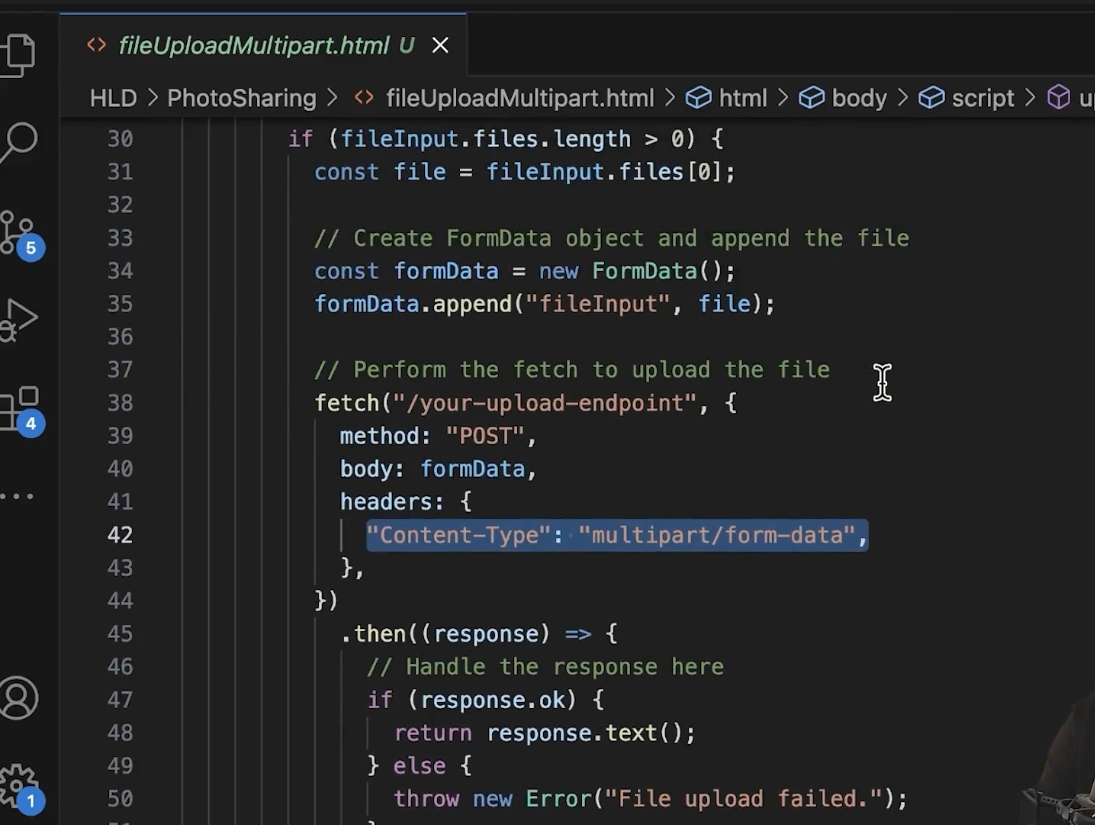 fileUploadMultipart.html U
HLD > PhotoSharing > fileUploadMultipart.html > html > body > script >
30 if (fileInput.files.length > 0) {
31 const file = fileInput.files[0];
32
33 // Create FormData object and append the file
34 const formData = new FormData();
35 formData.append("fileInput", file);
36
37 // Perform the fetch to upload the file
38 fetch("/your-upload-endpoint", {
39 method: "POST",
40 body: formData,
41 headers: {
42 "Content-Type": "multipart/form-data",
43 },
44 })
45 .then((response) => {
46 // Handle the response here
47 if (response.ok) {
48 return response.text();
49 } else {
50 throw new Error("File upload failed.");
5
4
1